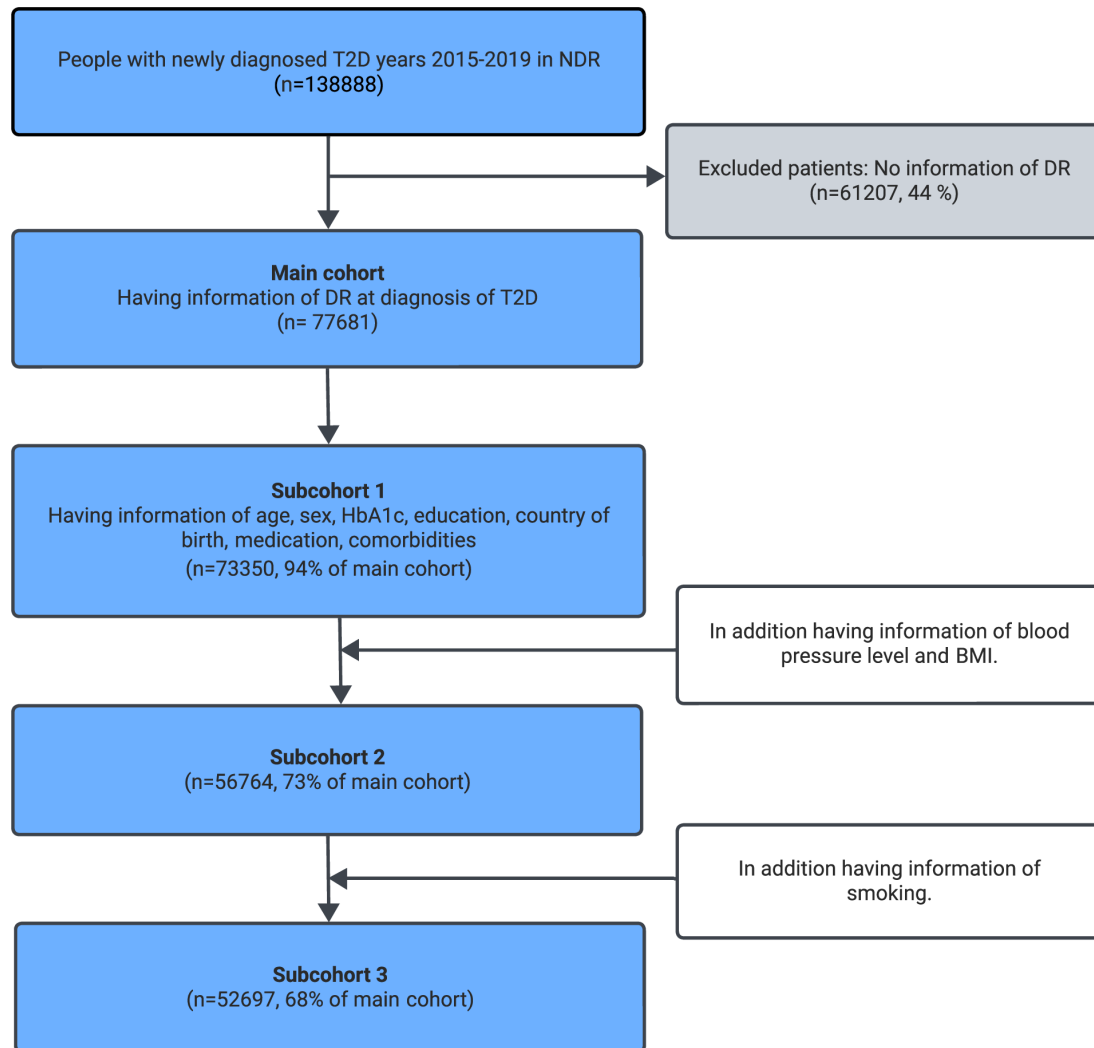 People with newly diagnosed T2D years 2015-2019 in NDR
(n=138888)
Excluded patients: No information of DR
(n=61207, 44 %)
Main cohort
Having information of DR at diagnosis of T2D
(n= 77681)
Subcohort 1
Having information of age, sex, HbA1c, education, country of
birth, medication, comorbidities
(n=73350, 94% of main cohort)
In addition having information of blood
pressure level and BMI.
Subcohort 2
(n=56764, 73% of main cohort)
In addition having information of
smoking.
Subcohort 3
(n=52697, 68% of main cohort)